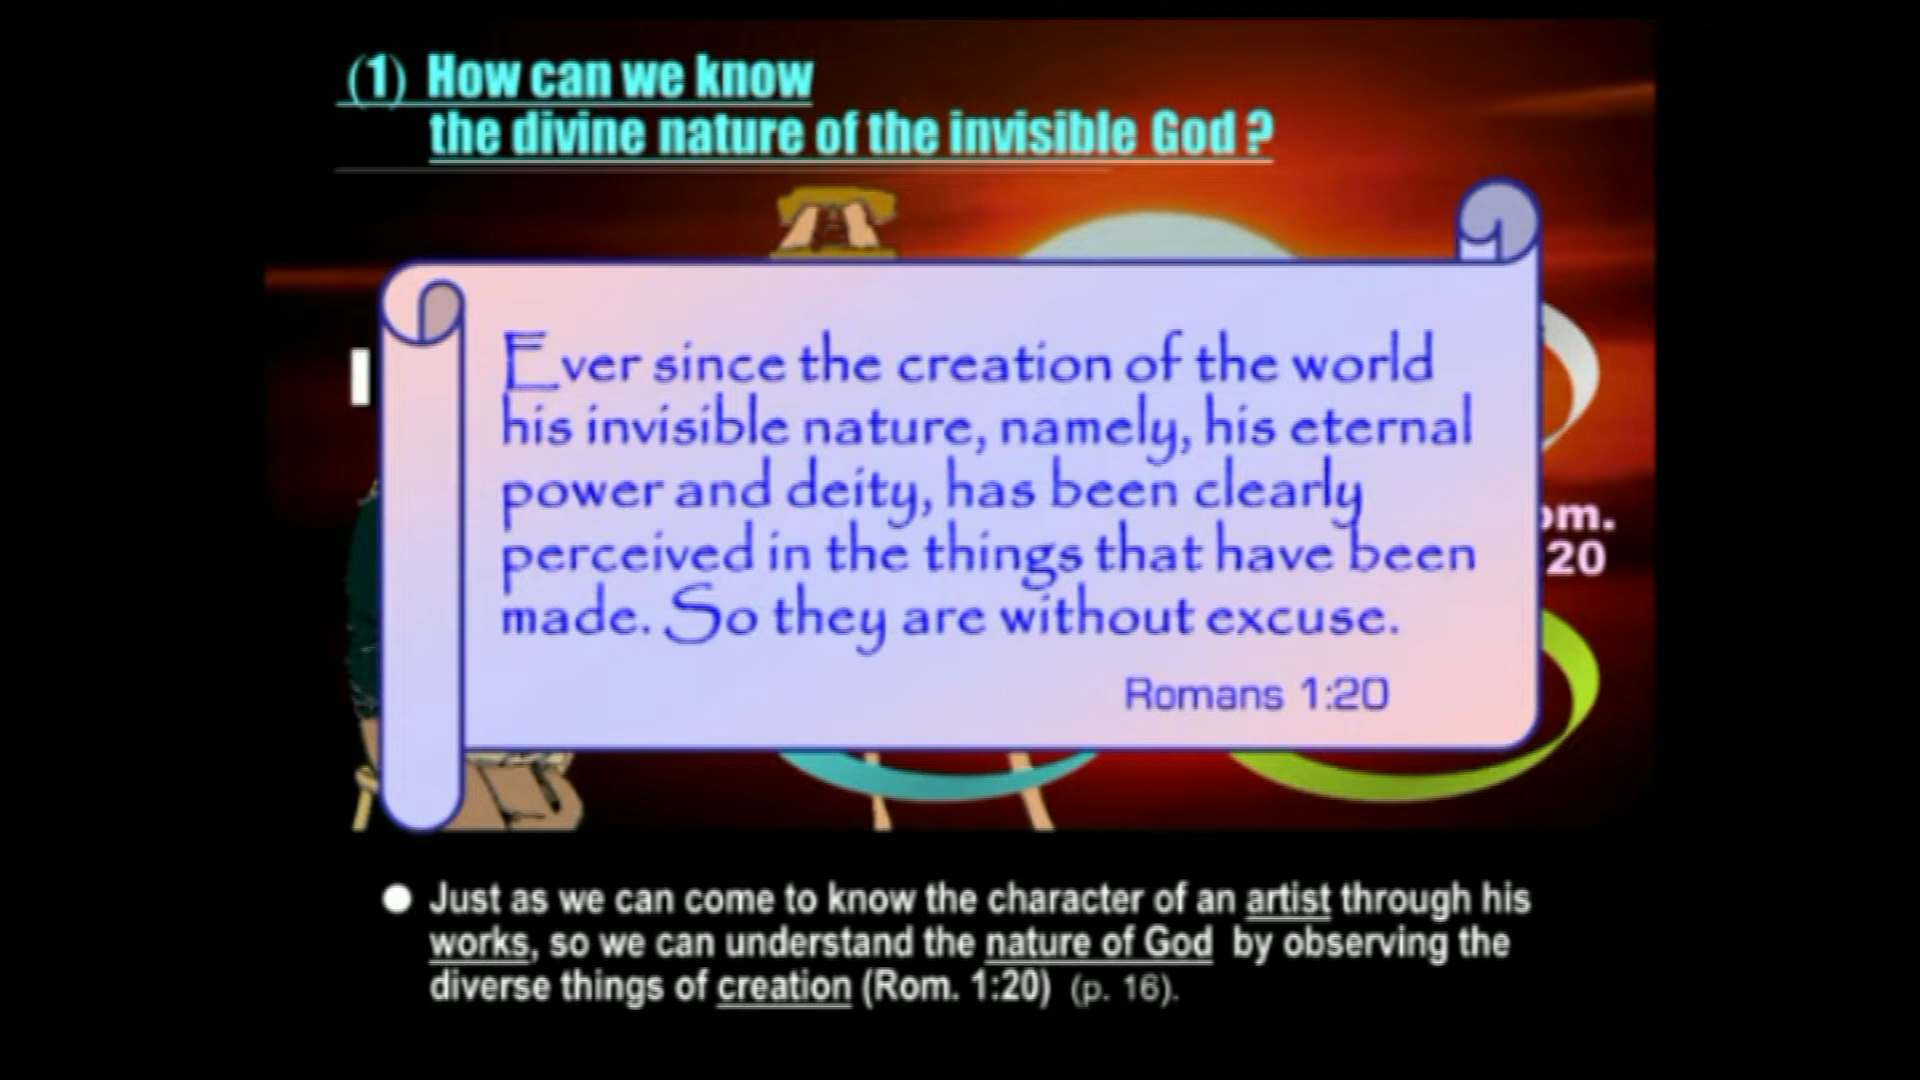 (1) How can we know
the divine nature of the invisible God ?
Ever since the creation of the world
his invisible nature, namely, his eternal
power and deity, has been clearly
perceived in the things that have been
made. So they are without excuse.
Romans 1:20
om.
20
● Just as we can come to know the character of an artist through his
works, so we can understand the nature of God by observing the
diverse things of creation (Rom. 1:20) (p. 16).